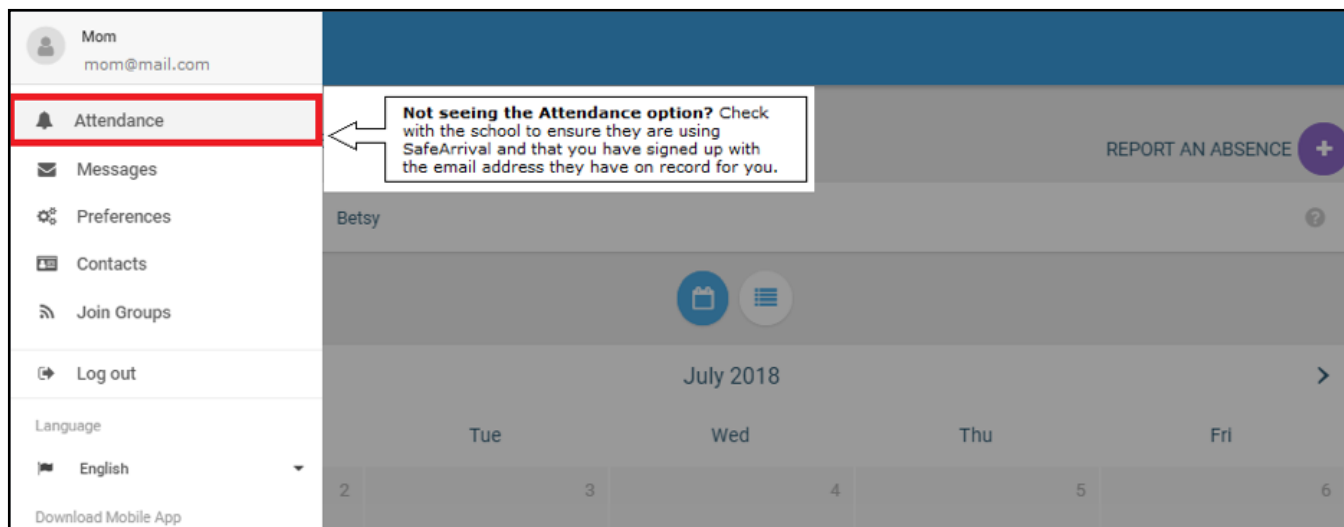 Mom
mom@mail.com
Attendance
Messages
Preferences
Contacts
Join Groups
Log out
Language
English
Download Mobile App
Not seeing the Attendance option? Check
with the school to ensure they are using
SafeArrival and that you have signed up with
the email address they have on record for you.
REPORT AN ABSENCE +
Betsy
?
July 2018 >
Tue Wed Thu Fri
2 3 4 5 6